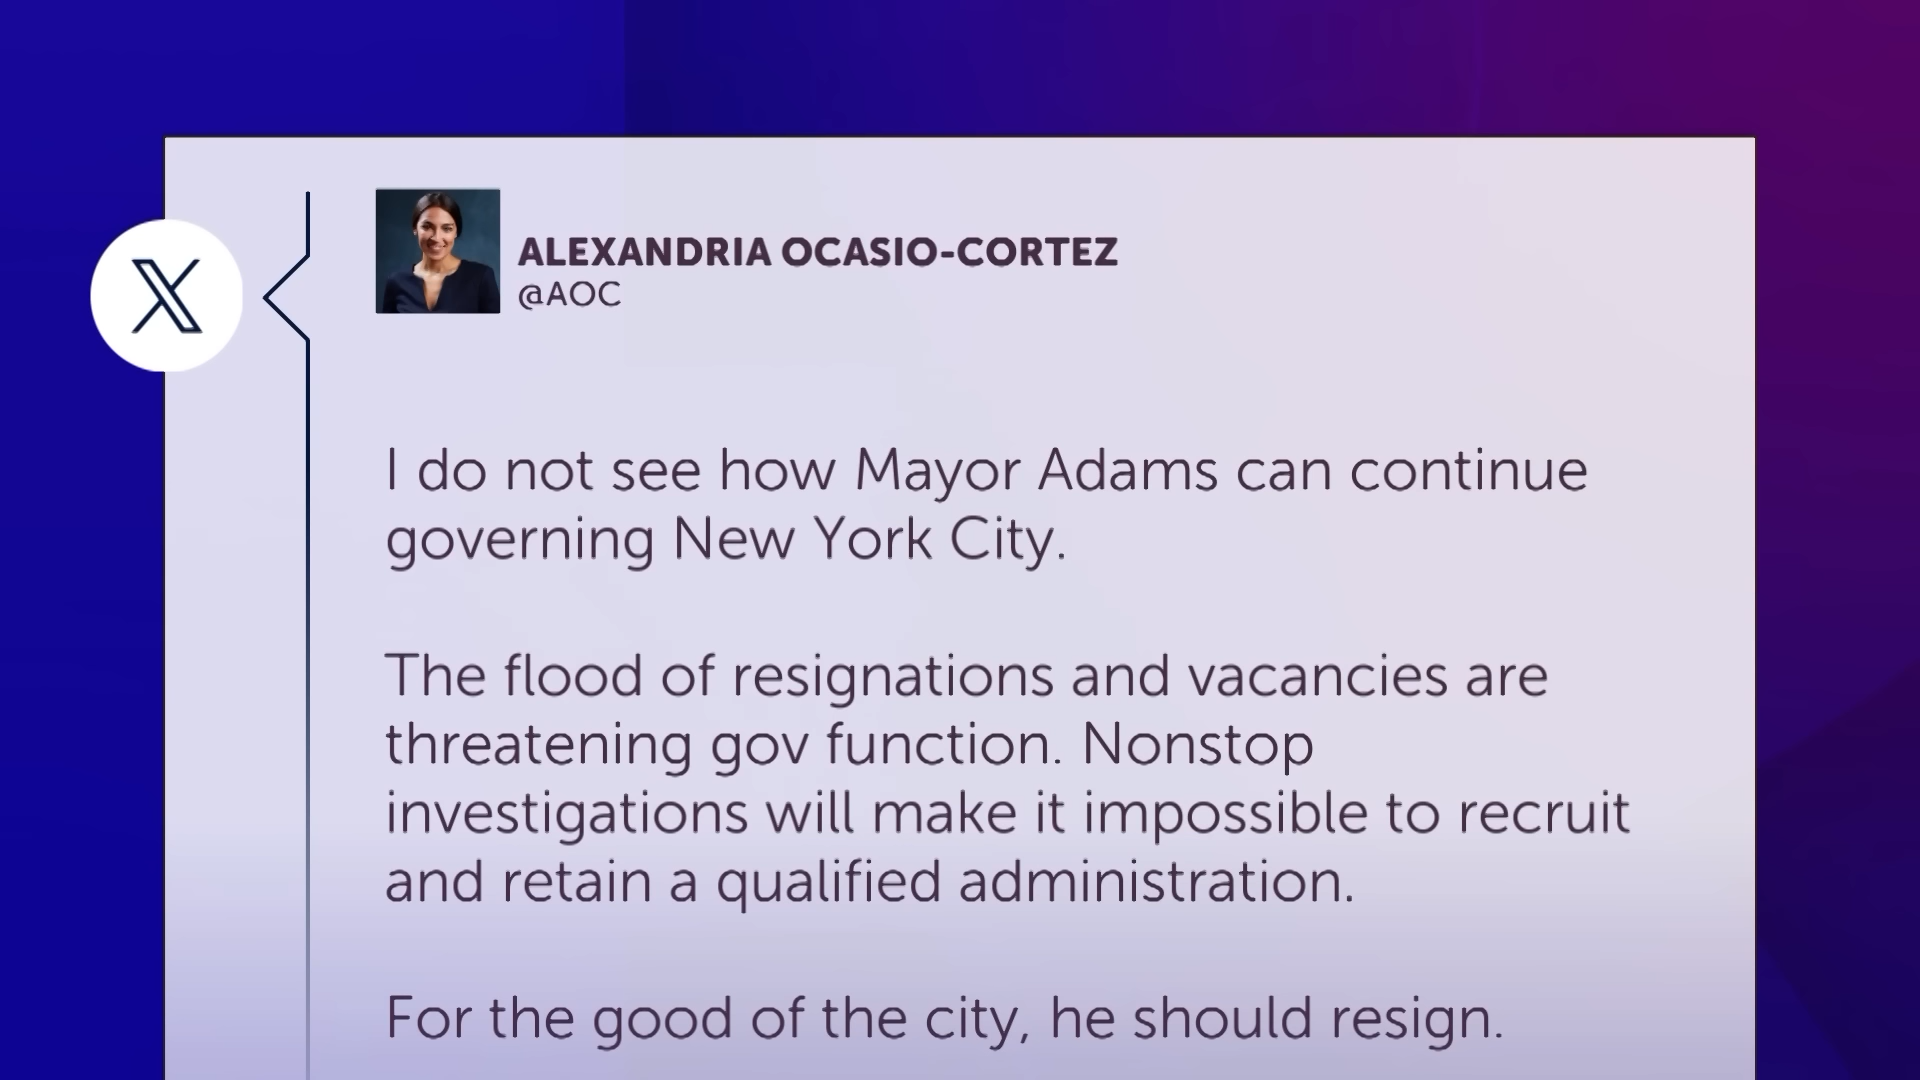 ALEXANDRIA OCASIO-CORTEZ
@AOC
I do not see how Mayor Adams can continue
governing New York City.
The flood of resignations and vacancies are
threatening gov function. Nonstop
investigations will make it impossible to recruit
and retain a qualified administration.
For the good of the city, he should resign.